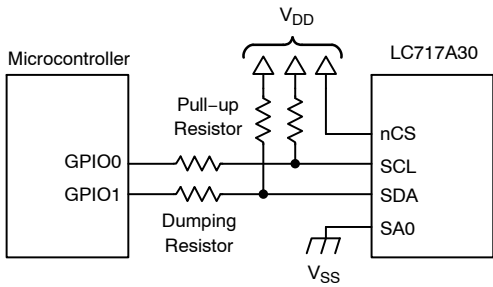 VDD
Microcontroller
LC717A30
Pull−up
Resistor
nCS
GPIO0
SCL
GPIO1
SDA
Dumping
Resistor
SA0
VSS